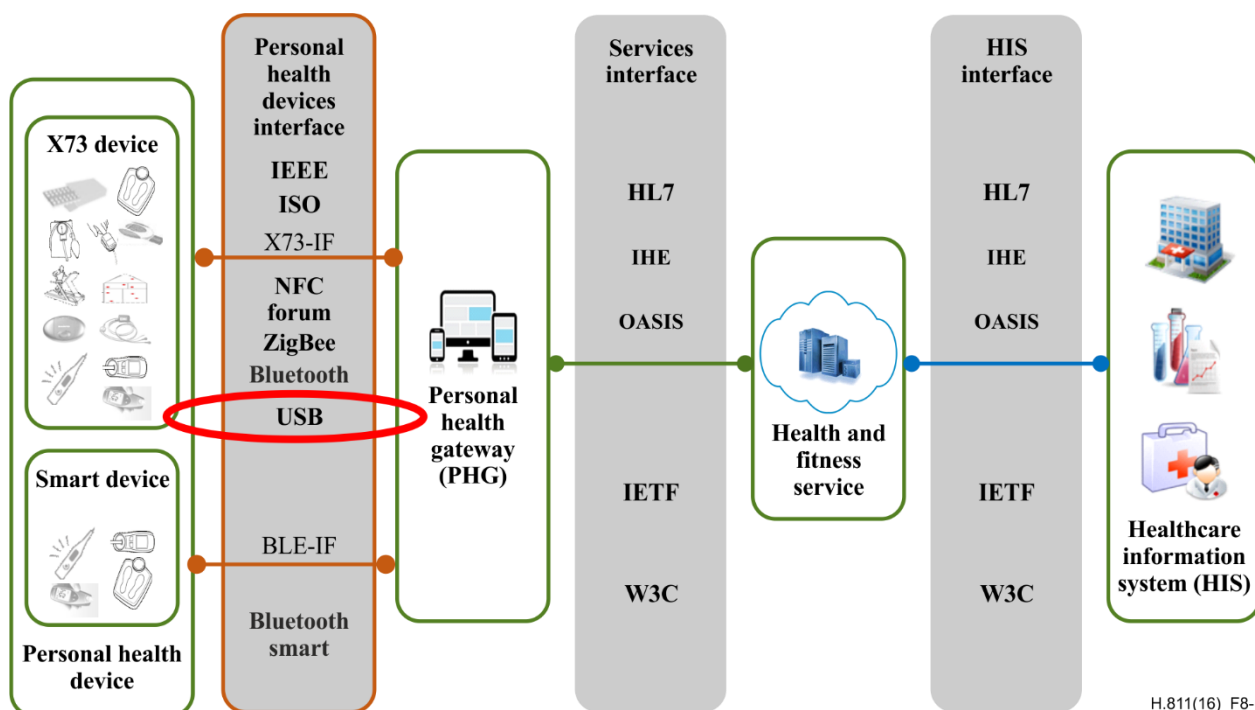 X73 device
Smart device
Personal health
device
Personal
health
devices
interface
IEEE
ISO
X73-IF
NFC
forum
ZigBee
Bluetooth
USB
BLE-IF
Bluetooth
smart
Personal
health
gateway
(PHG)
Services
interface
HL7
IHE
OASIS
IETF
W3C
Health and
fitness
service
HIS
interface
HL7
IHE
OASIS
IETF
W3C
Healthcare
information
system (HIS)
H.811(16)_F8-